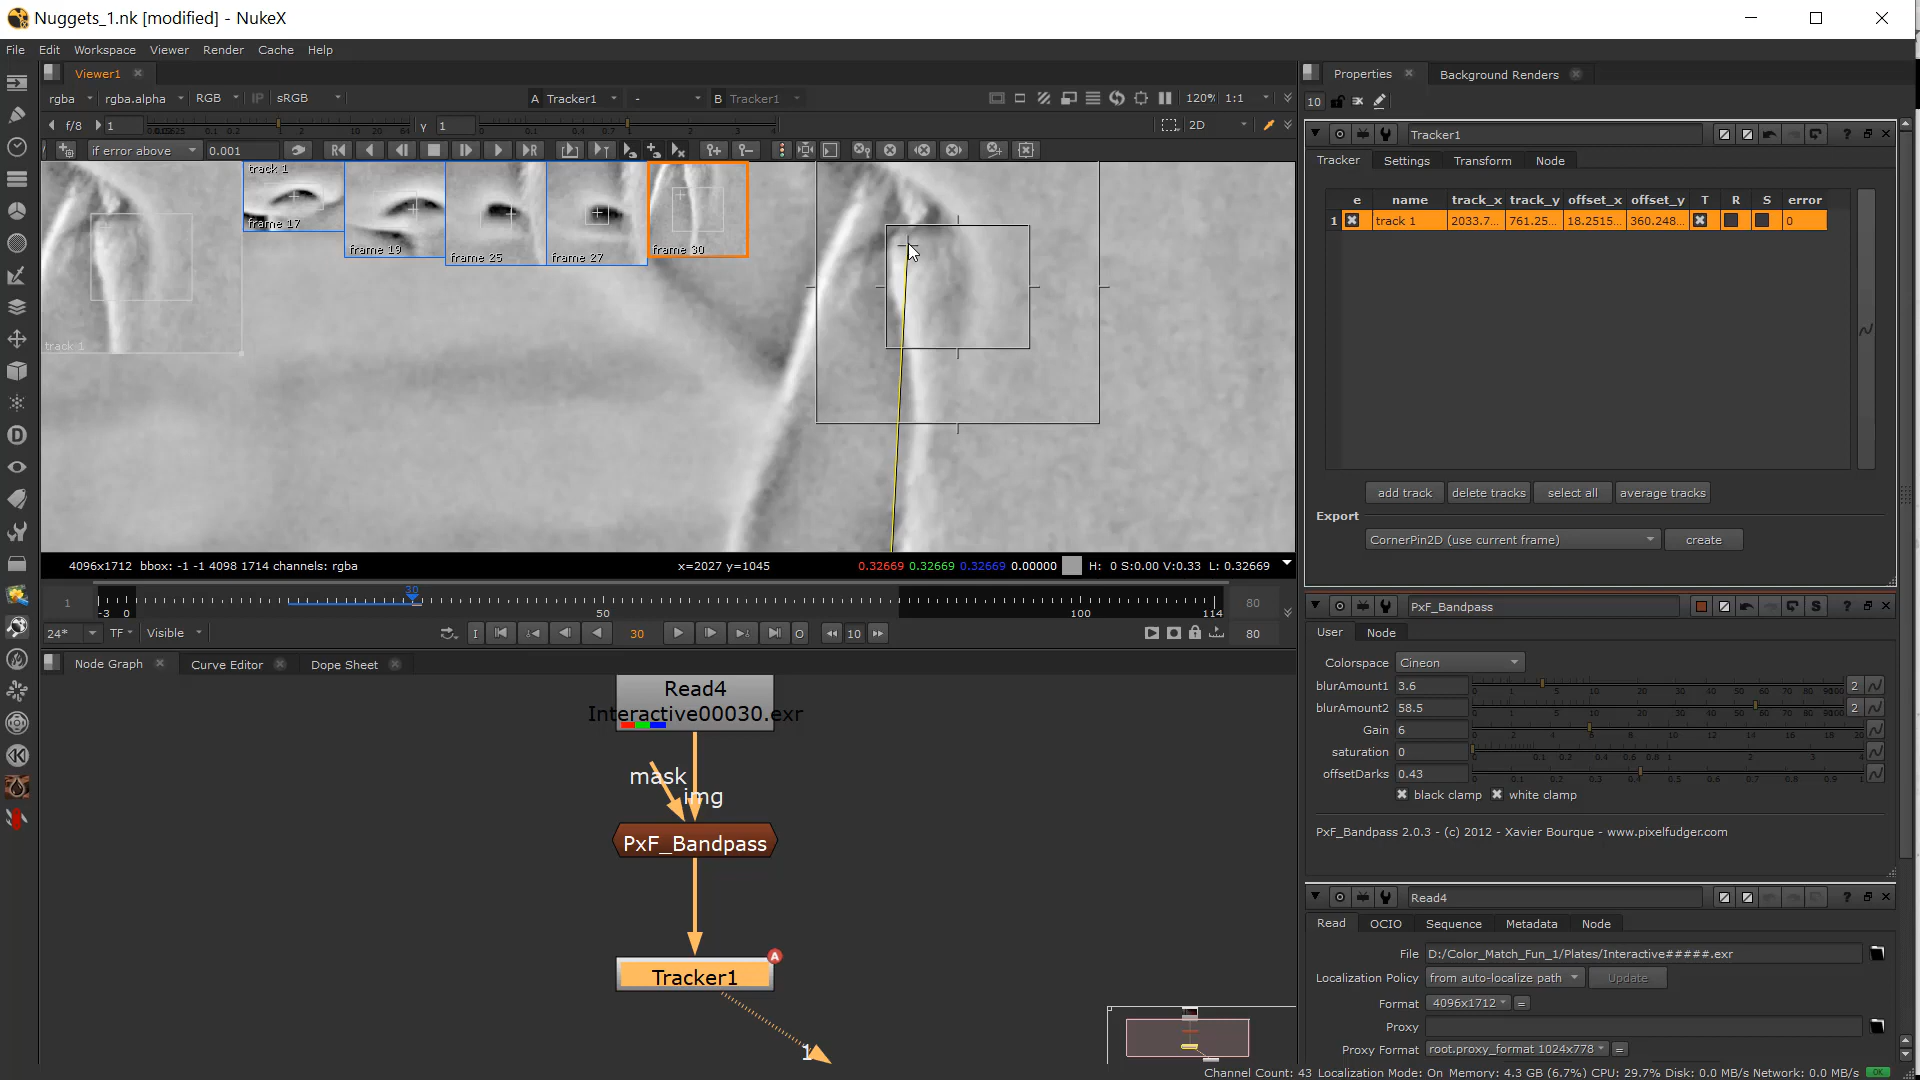 Nuggets_1.nk [modified] - NukeX
File Edit Workspace Viewer Render Cache Help
Viewer1
rgba rgba.alpha RGB IP sRGB A Tracker1 - B Tracker1 120% 1:1
f/8 1 Y 1 2D
if error above 0.001
track 1
frame 17
frame 19
frame 25
frame 27
frame 30
track 1
4096x1712 bbox: -1 -1 4098 1714 channels: rgba x=2027 y=1045 0.32669 0.32669 0.32669 0.00000 H: 0 S:0.00 V:0.33 L: 0.32669
1 -3 0 30 50 100 114 80
24* TF Visible 30 10 80
Node Graph Curve Editor Dope Sheet
Read4
Interactive00030.exr
mask
img
PxF_Bandpass
A
Tracker1
1
Properties Background Renders
10
Tracker1
Tracker Settings Transform Node
e name track_x track_y offset_x offset_y T R S error
1 track 1 2033.7... 761.25... 18.2515... 360.248... 0
add track delete tracks select all average tracks
Export
CornerPin2D (use current frame) create
PxF_Bandpass S
User Node
Colorspace Cineon
blurAmount1 3.6 2
blurAmount2 58.5 2
Gain 6
saturation 0
offsetDarks 0.43
black clamp white clamp
PxF_Bandpass 2.0.3 - (c) 2012 - Xavier Bourque - www.pixelfudger.com
Read4
Read OCIO Sequence Metadata Node
File D:/Color_Match_Fun_1/Plates/Interactive#####.exr
Localization Policy from auto-localize path Update
Format 4096x1712 =
Proxy
Proxy Format root.proxy_format 1024x778 =
Channel Count: 43 Localization Mode: On Memory: 4.3 GB (6.7%) CPU: 29.7% Disk: 0.0 MB/s Network: 0.0 MB/s OK